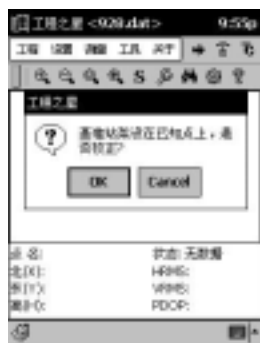 工程之星 <928.dat> 9:55p
工程 设置 测量 工具 关于
工程之星
基准站架设在已知点上,是
否校正?
OK Cancel
点 名: 状态: 无数据
北(X): HRMS:
东(Y): VRMS:
高(H): PDOP: